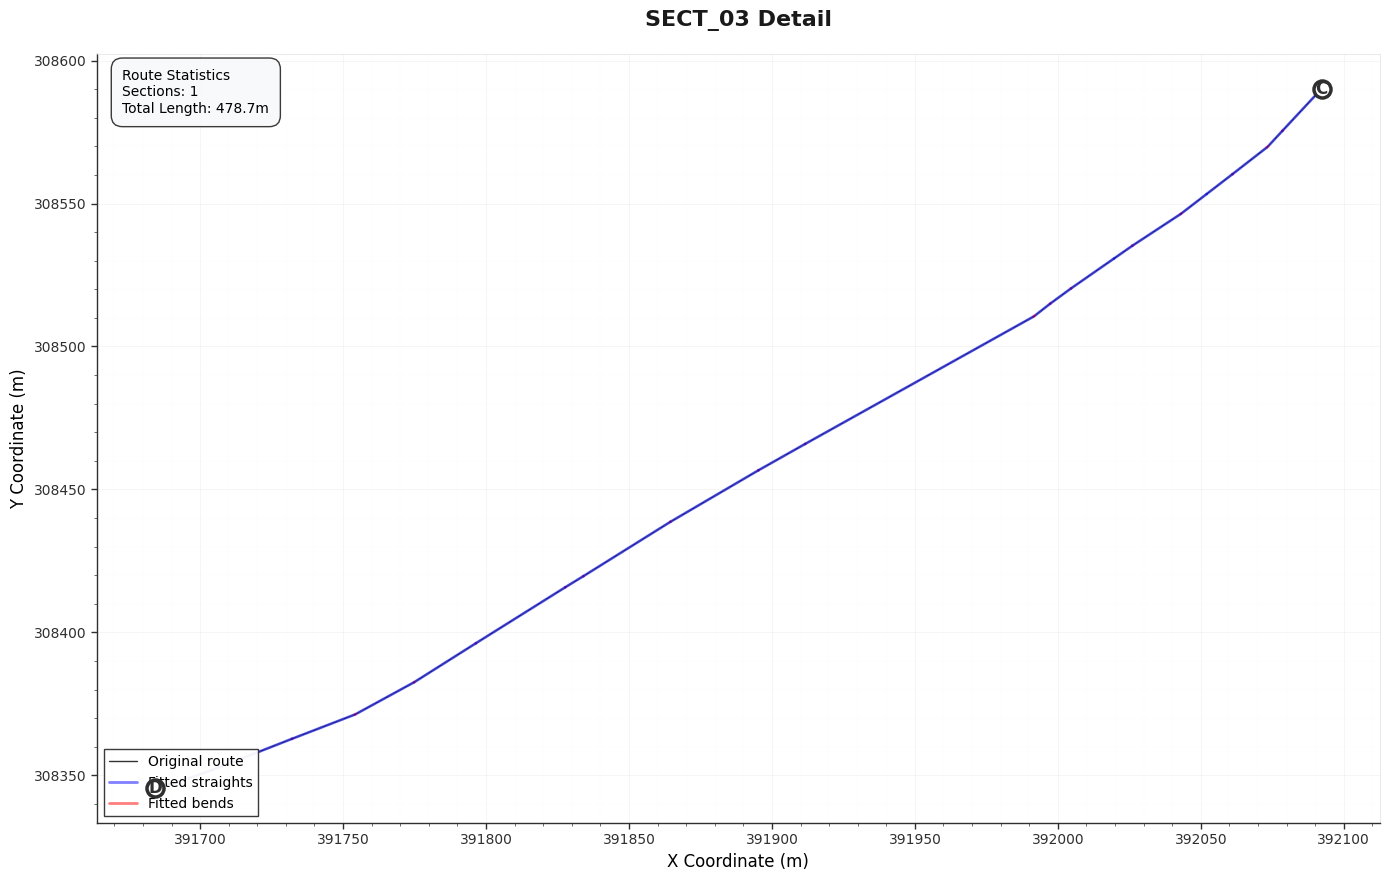 SECT_03 Detail
Route Statistics
Sections: 1
Total Length: 478.7m
C
308600
308550
308500
308450
308400
308350
Y Coordinate (m)
D
Original route
Fitted straights
Fitted bends
391700
391750
391800
391850
391900
391950
392000
392050
392100
X Coordinate (m)